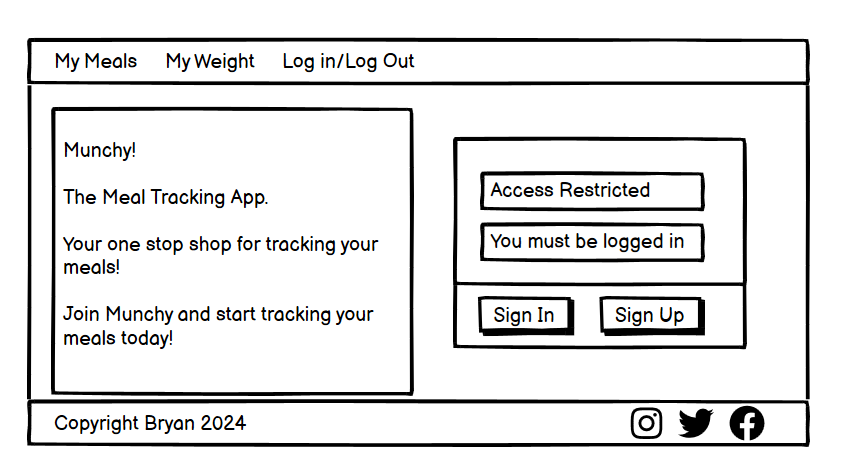 My Meals My Weight Log in/Log Out
Munchy!
The Meal Tracking App.
Your one stop shop for tracking your
meals!
Join Munchy and start tracking your
meals today!
Access Restricted
You must be logged in
Sign In Sign Up
Copyright Bryan 2024